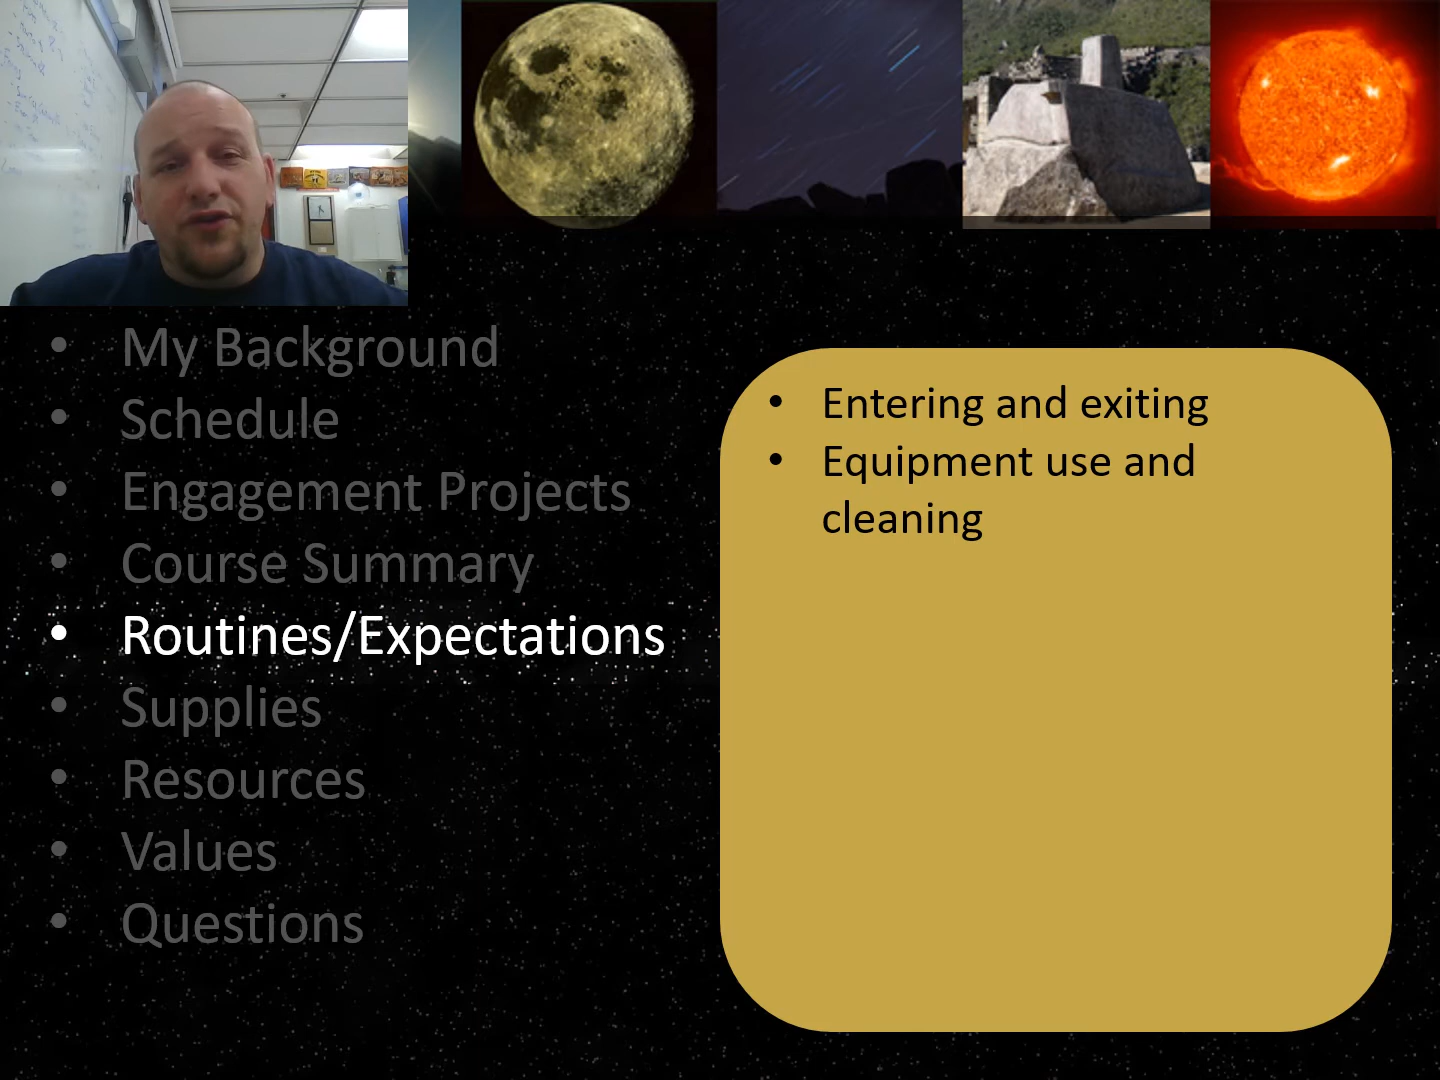 • My Background
• Schedule
• Engagement Projects
• Course Summary
• Routines/Expectations
• Supplies
• Resources
• Values
• Questions
• Entering and exiting
• Equipment use and
cleaning